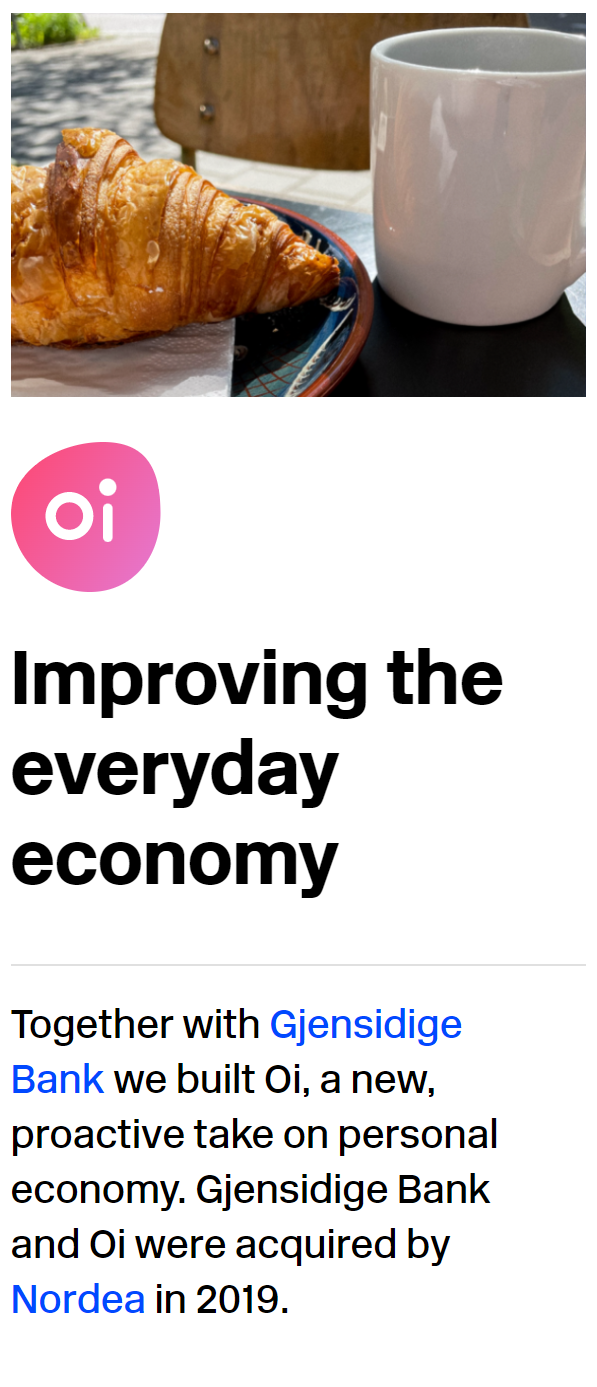 oi
Improving the
everyday
economy
Together with Gjensidige
Bank we built Oi, a new,
proactive take on personal
economy. Gjensidige Bank
and Oi were acquired by
Nordea in 2019.